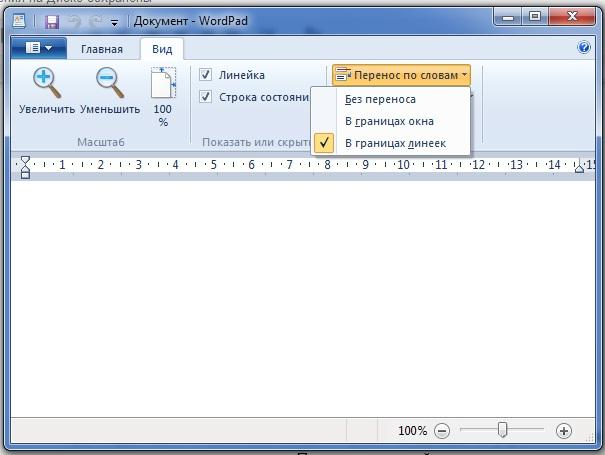 Документ - WordPad
Главная Вид
Увеличить Уменьшить 100 %
Масштаб
Линейка
Строка состояни
Показать или скрыт
Перенос по словам
Без переноса
В границах окна
В границах линеек
1 2 3 4 5 6 7 8 9 10 11 12 13 14 15
100%